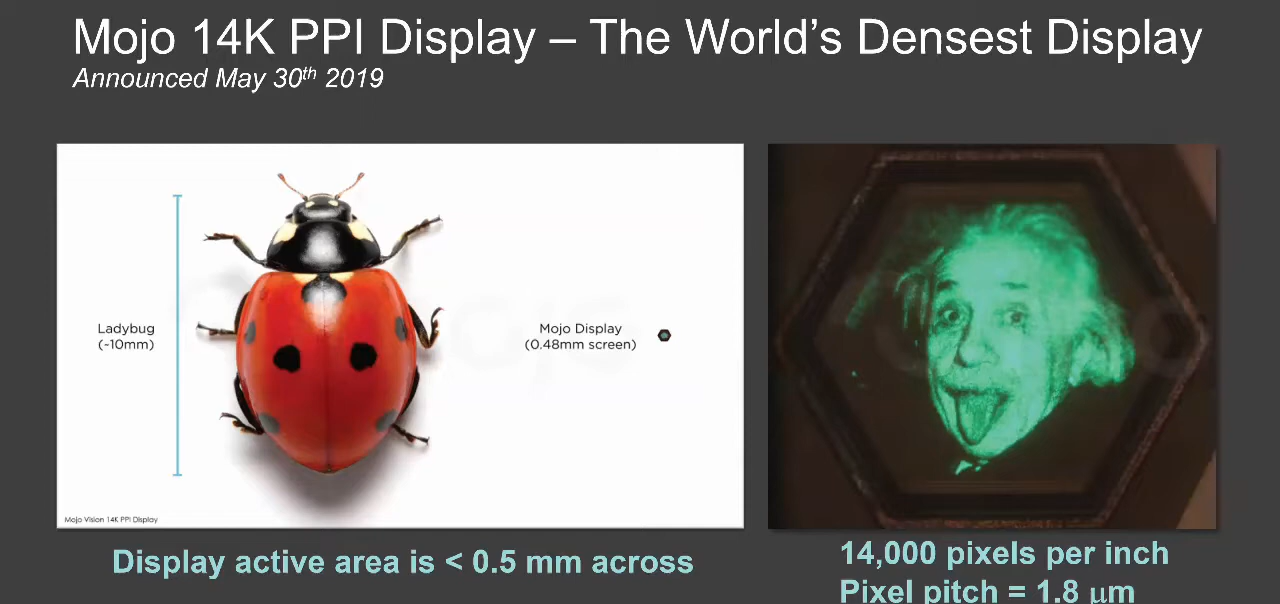 Mojo 14K PPI Display – The World's Densest Display
Announced May 30th 2019
Ladybug
(~10mm)
Mojo Display
(0.48mm screen)
Mojo Vision 14K PPI Display
Display active area is < 0.5 mm across
14,000 pixels per inch
Pixel pitch = 1.8 μm